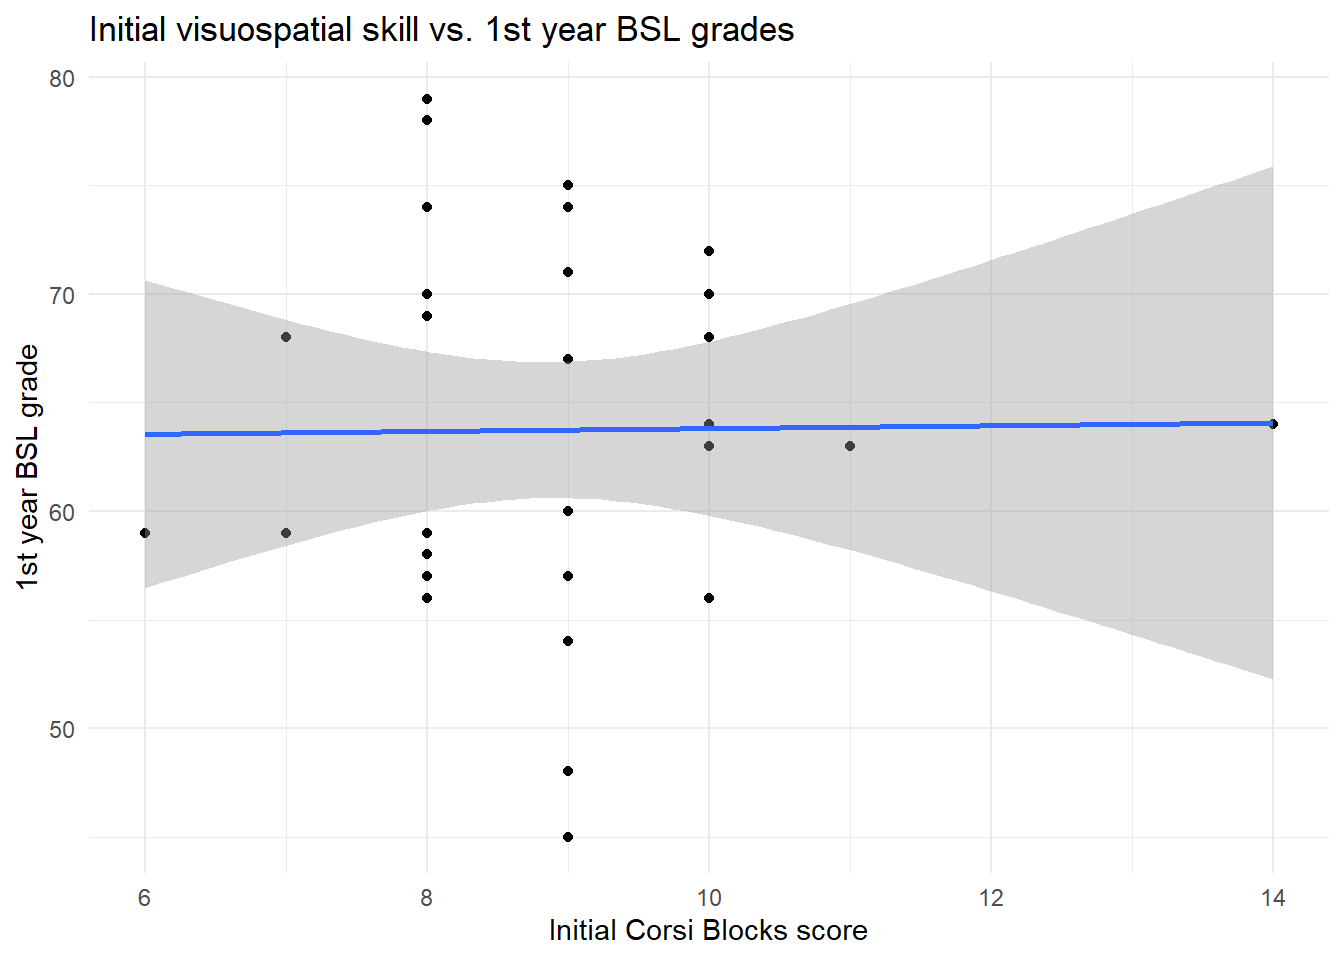 Initial visuospatial skill vs. 1st year BSL grades
80
70
60
50
1st year BSL grade
6 8 10 12 14
Initial Corsi Blocks score